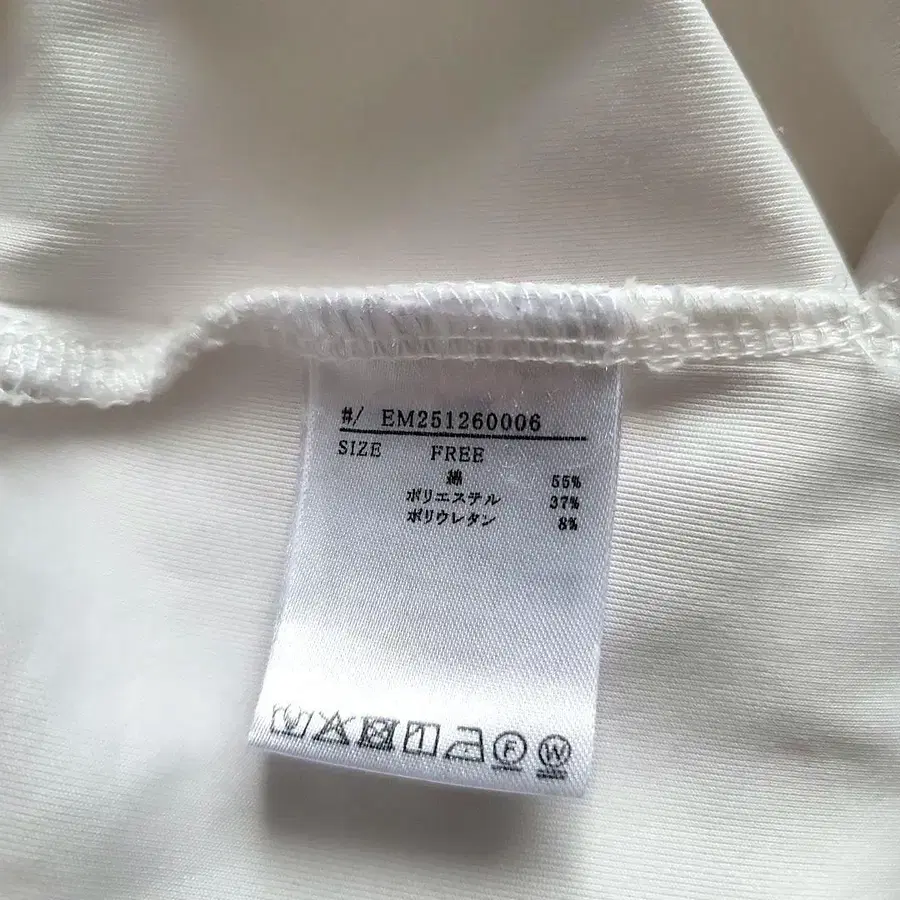 #/ EM251260006
SIZE FREE
綿 55%
ポリエステル 37%
ポリウレタン 8%
F W